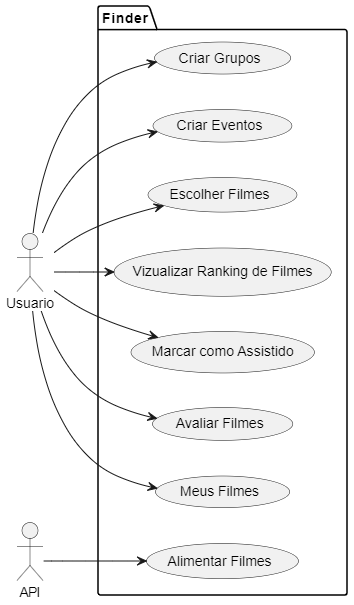 Finder
Criar Grupos
Criar Eventos
Escolher Filmes
Vizualizar Ranking de Filmes
Usuario
Marcar como Assistido
Avaliar Filmes
Meus Filmes
Alimentar Filmes
API